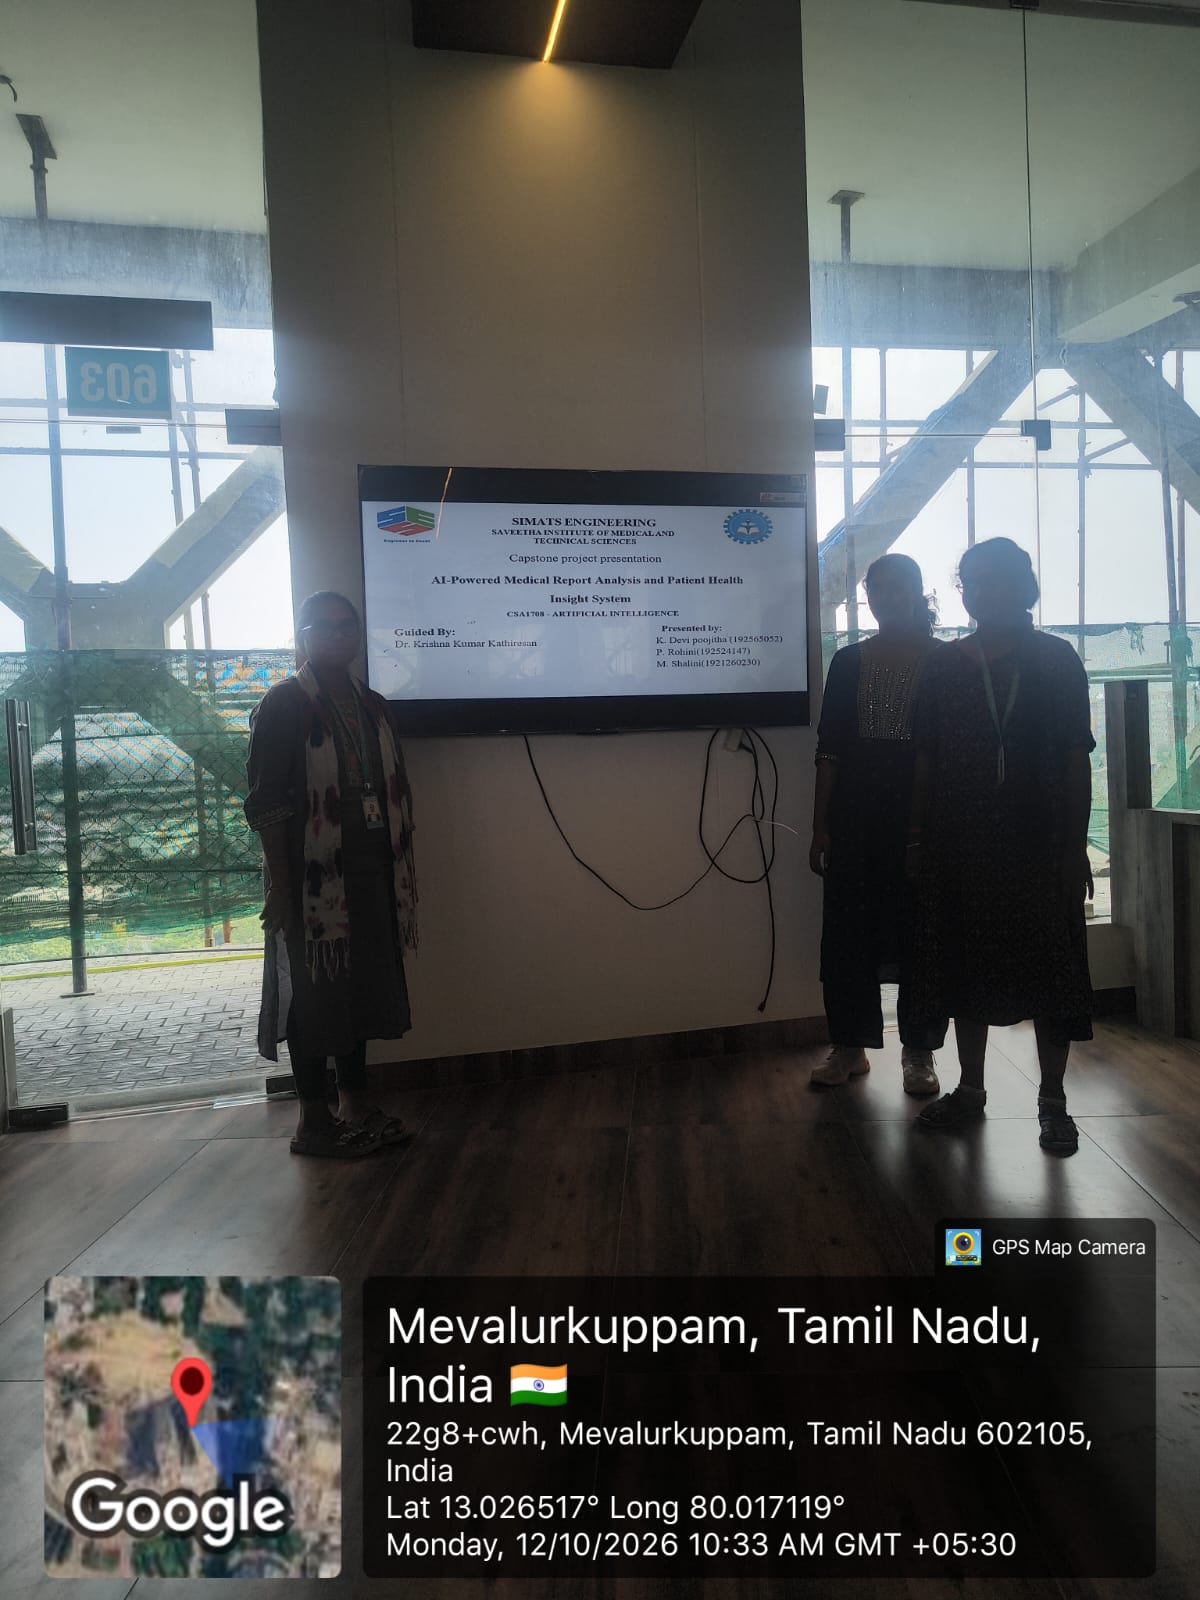 603
SIMATS ENGINEERING
SAVEETHA INSTITUTE OF MEDICAL AND
TECHNICAL SCIENCES
Capstone project presentation
AI-Powered Medical Report Analysis and Patient Health
Insight System
CSA1708 - ARTIFICIAL INTELLIGENCE
Guided By:
Dr. Krishna Kumar Kathiresan
Presented by:
K. Devi poojitha (192565052)
P. Rohini(192524147)
M. Shalini(1921260230)
GPS Map Camera
Google
Mevalurkuppam, Tamil Nadu,
India
22g8+cwh, Mevalurkuppam, Tamil Nadu 602105,
India
Lat 13.026517° Long 80.017119°
Monday, 12/10/2026 10:33 AM GMT +05:30